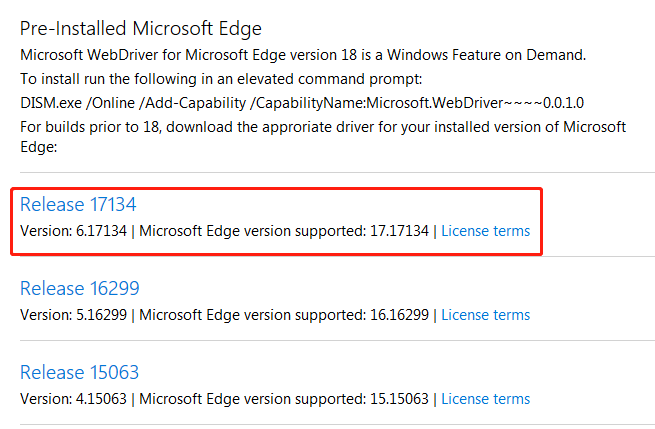 Pre-Installed Microsoft Edge
Microsoft WebDriver for Microsoft Edge version 18 is a Windows Feature on Demand.
To install run the following in an elevated command prompt:
DISM.exe /Online /Add-Capability /CapabilityName:Microsoft.WebDriver~~~~0.0.1.0
For builds prior to 18, download the approriate driver for your installed version of Microsoft
Edge:
Release 17134
Version: 6.17134 | Microsoft Edge version supported: 17.17134 | License terms
Release 16299
Version: 5.16299 | Microsoft Edge version supported: 16.16299 | License terms
Release 15063
Version: 4.15063 | Microsoft Edge version supported: 15.15063 | License terms